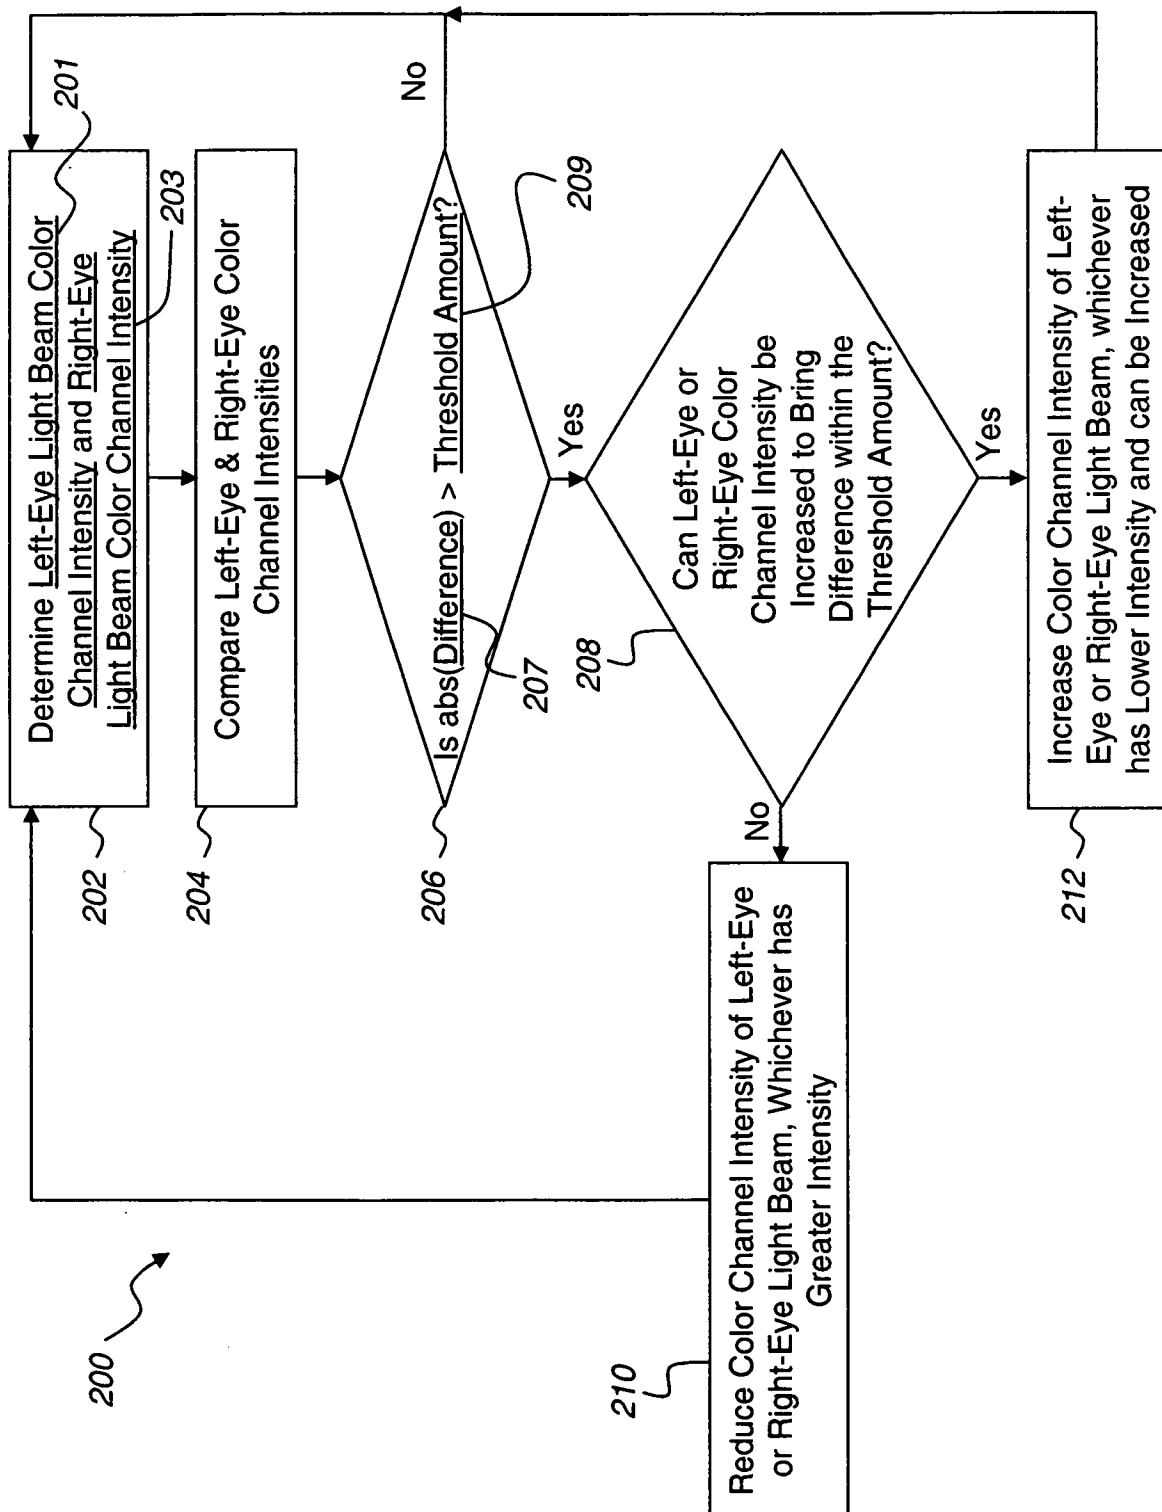 200
201
Determine Left-Eye Light Beam Color
Channel Intensity and Right-Eye
Light Beam Color Channel Intensity
202
203
Compare Left-Eye & Right-Eye Color
Channel Intensities
204
Is abs(Difference) > Threshold Amount?
206
207
209
No
Yes
Can Left-Eye or
Right-Eye Color
Channel Intensity be
Increased to Bring
Difference within the
Threshold Amount?
208
No
Yes
Reduce Color Channel Intensity of Left-Eye
or Right-Eye Light Beam, Whichever has
Greater Intensity
210
Increase Color Channel Intensity of Left-
Eye or Right-Eye Light Beam, whichever
has Lower Intensity and can be Increased
212